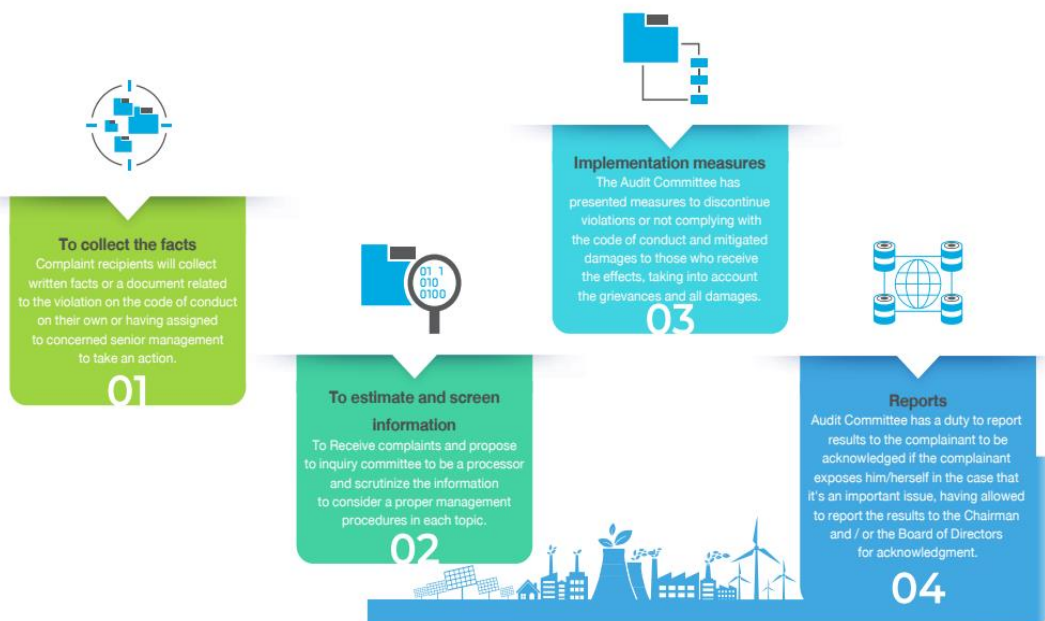 To collect the facts
Complaint recipients will collect
written facts or a document related
to the violation on the code of conduct
on their own or having assigned
to concerned senior management
to take an action.
01
01 1
010
0100
To estimate and screen
information
To Receive complaints and propose
to inquiry committee to be a processor
and scrutinize the information
to consider a proper management
procedures in each topic.
02
Implementation measures
The Audit Committee has
presented measures to discontinue
violations or not complying with
the code of conduct and mitigated
damages to those who receive
the effects, taking into account
the grievances and all damages.
03
Reports
Audit Committee has a duty to report
results to the complainant to be
acknowledged if the complainant
exposes him/herself in the case that
it's an important issue, having allowed
to report the results to the Chairman
and / or the Board of Directors
for acknowledgment.
04